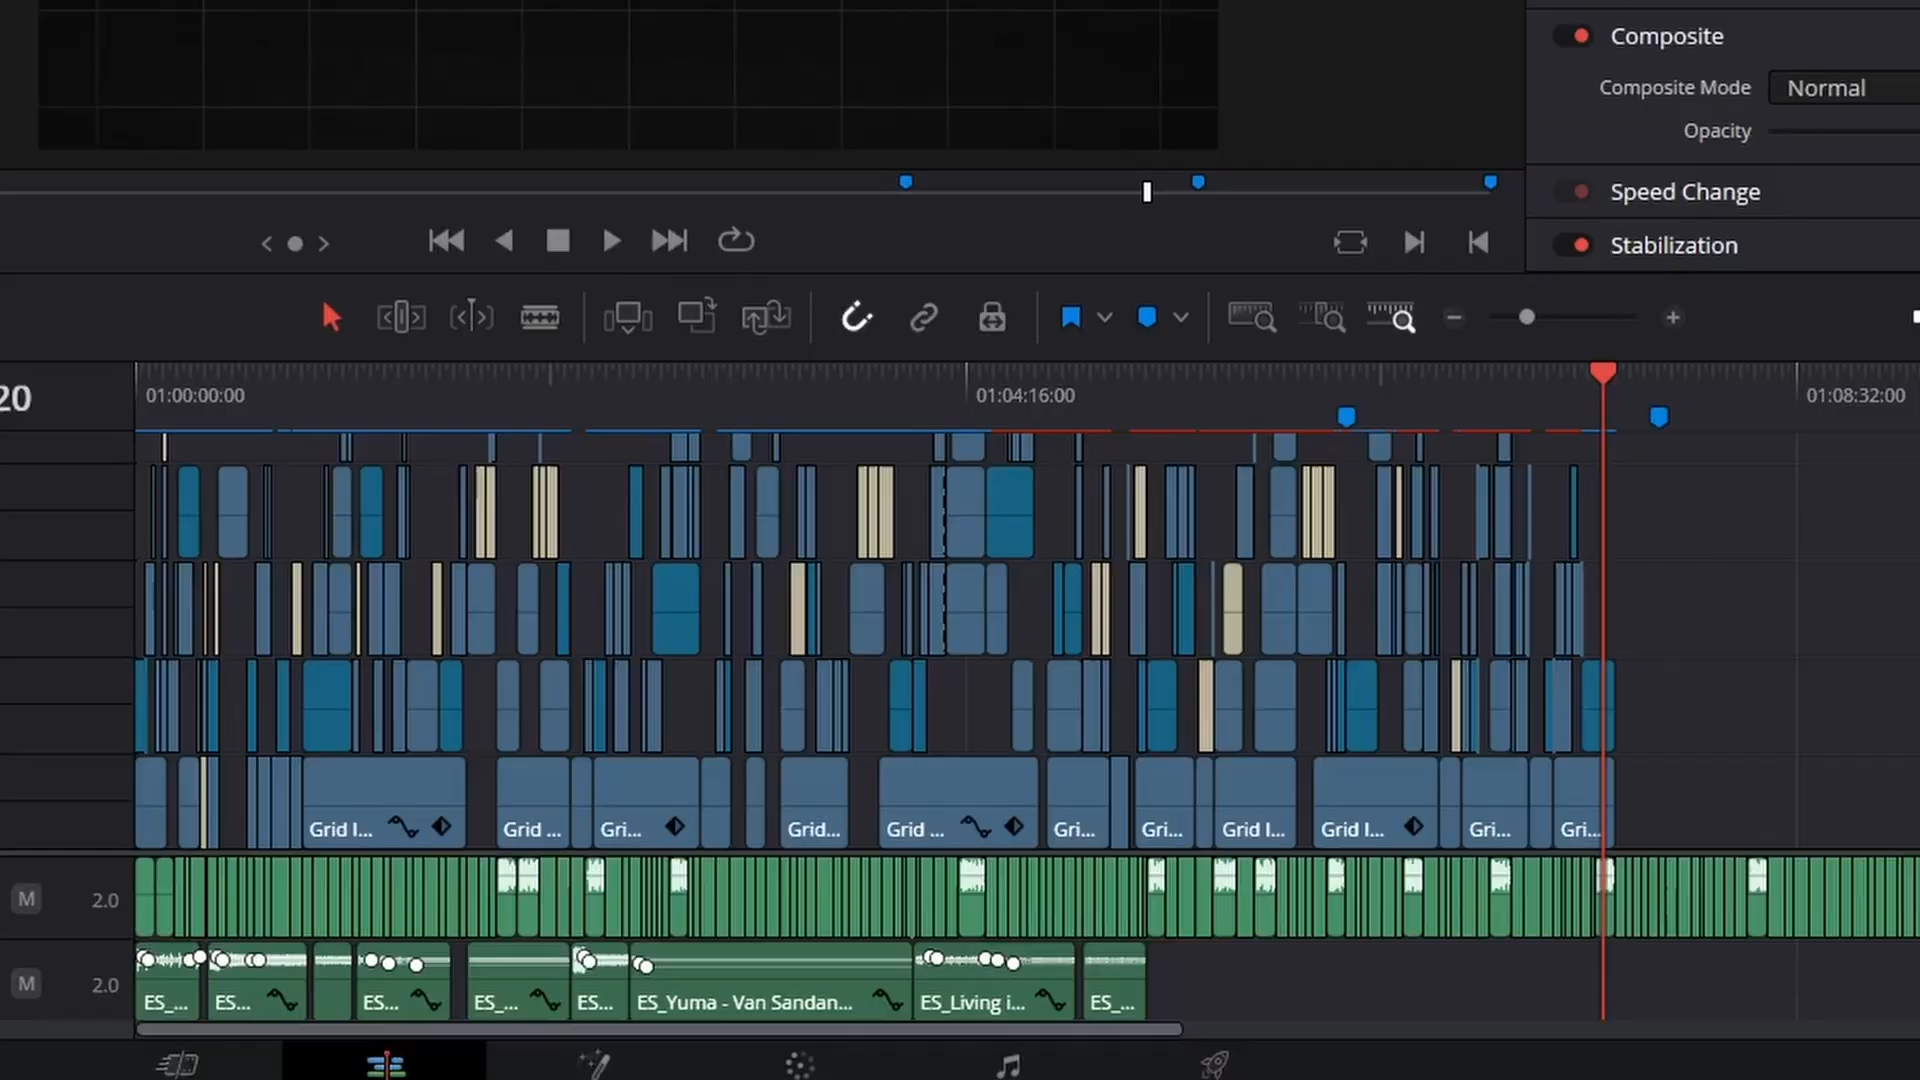 Composite
Composite Mode Normal
Opacity
Speed Change
Stabilization
20
01:00:00:00 01:04:16:00 01:08:32:00
Grid I... Grid ... Gri... Grid... Grid ... Gri... Gri... Grid I... Grid I... Gri... Gri...
M 2.0
M 2.0
ES_... ES... ES... ES_... ES... ES_Yuma - Van Sandan... ES_Living i... ES_...